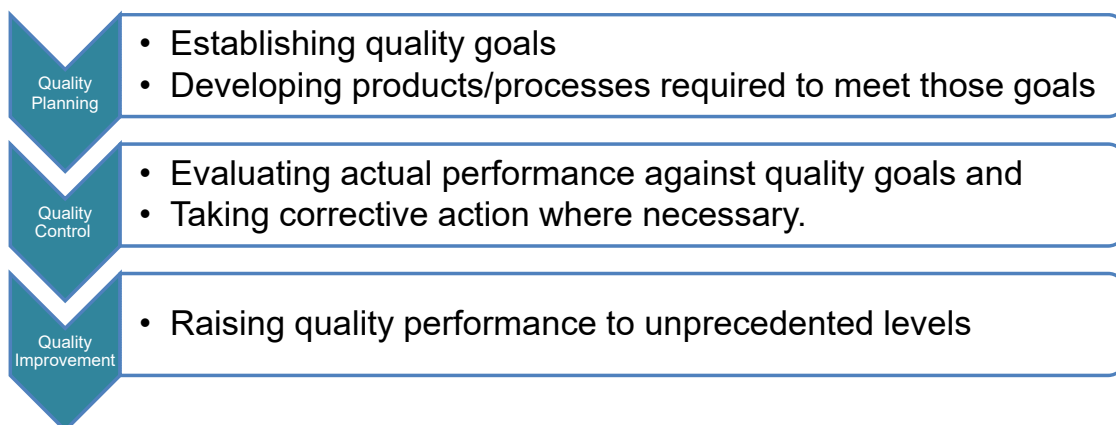 Quality
Planning
• Establishing quality goals
• Developing products/processes required to meet those goals
Quality
Control
• Evaluating actual performance against quality goals and
• Taking corrective action where necessary.
Quality
Improvement
• Raising quality performance to unprecedented levels